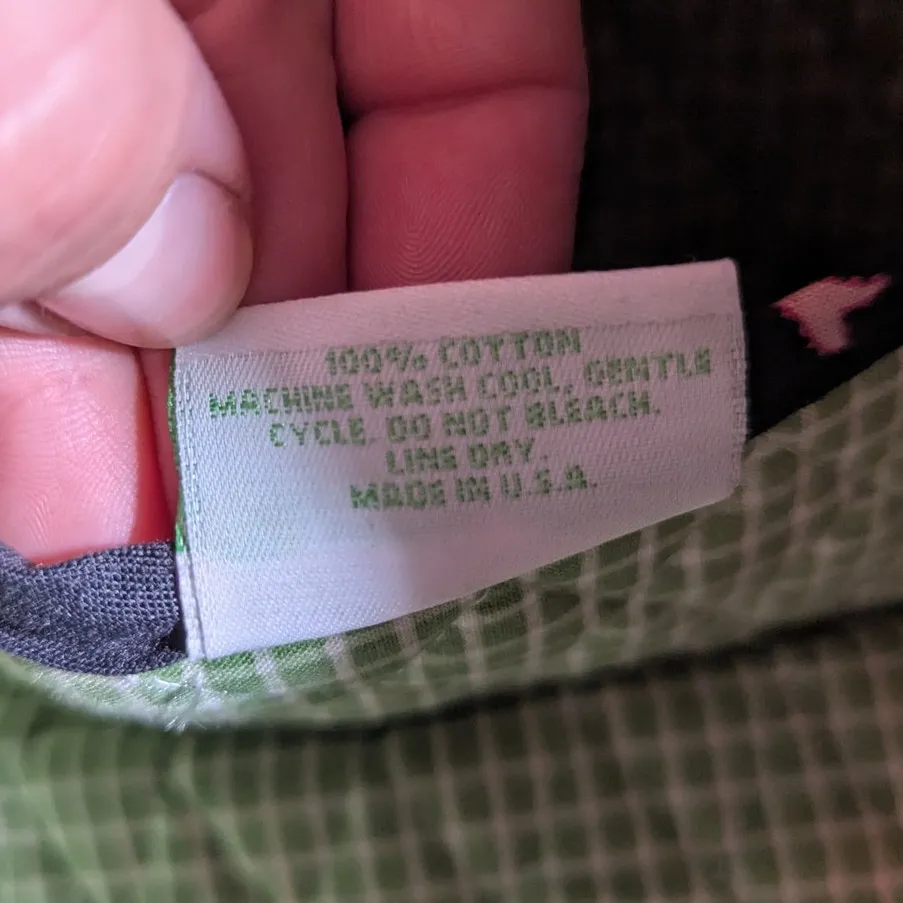 100% COTTON
MACHINE WASH COOL, GENTLE
CYCLE. DO NOT BLEACH.
LINE DRY.
MADE IN U.S.A.